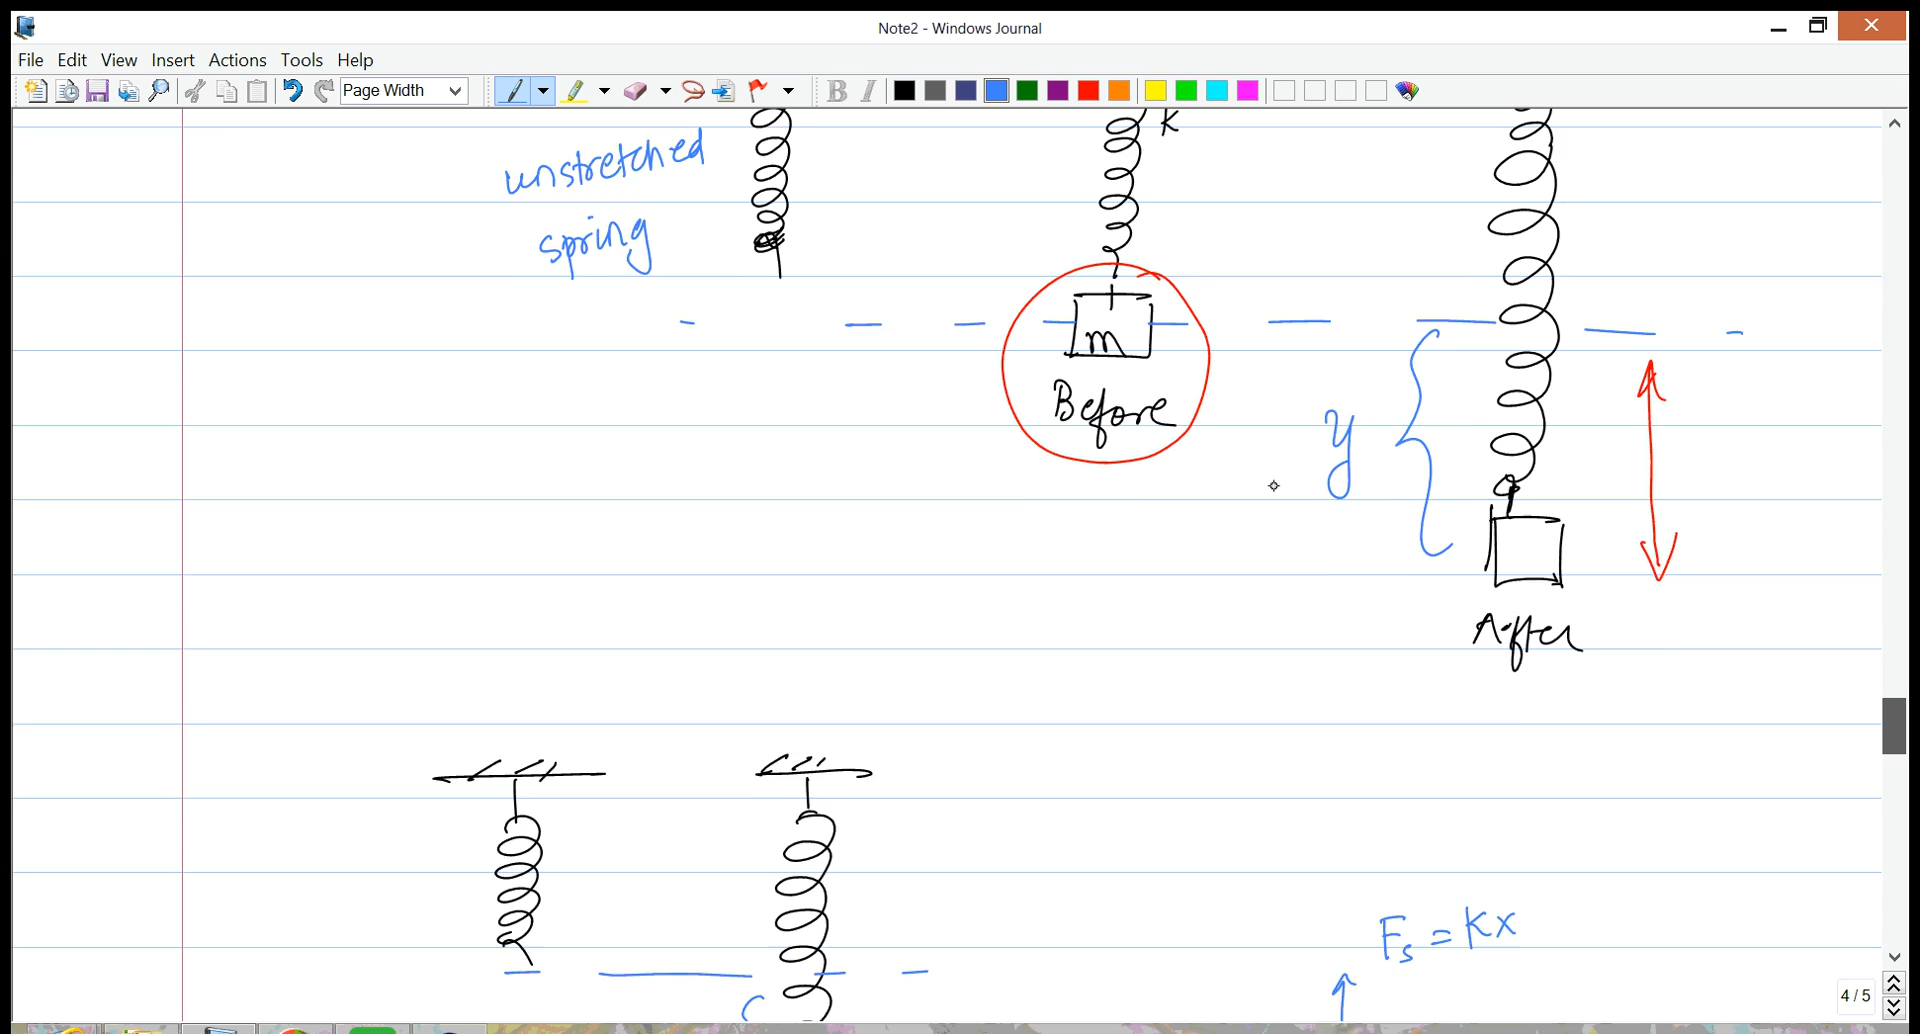 Note2 - Windows Journal
File Edit View Insert Actions Tools Help
Page Width
B I
K
unstretched
spring
m
Before
y
After
Fs = Kx
4 / 5